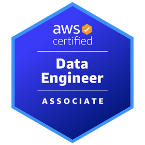 aws
certified
Data
Engineer
ASSOCIATE